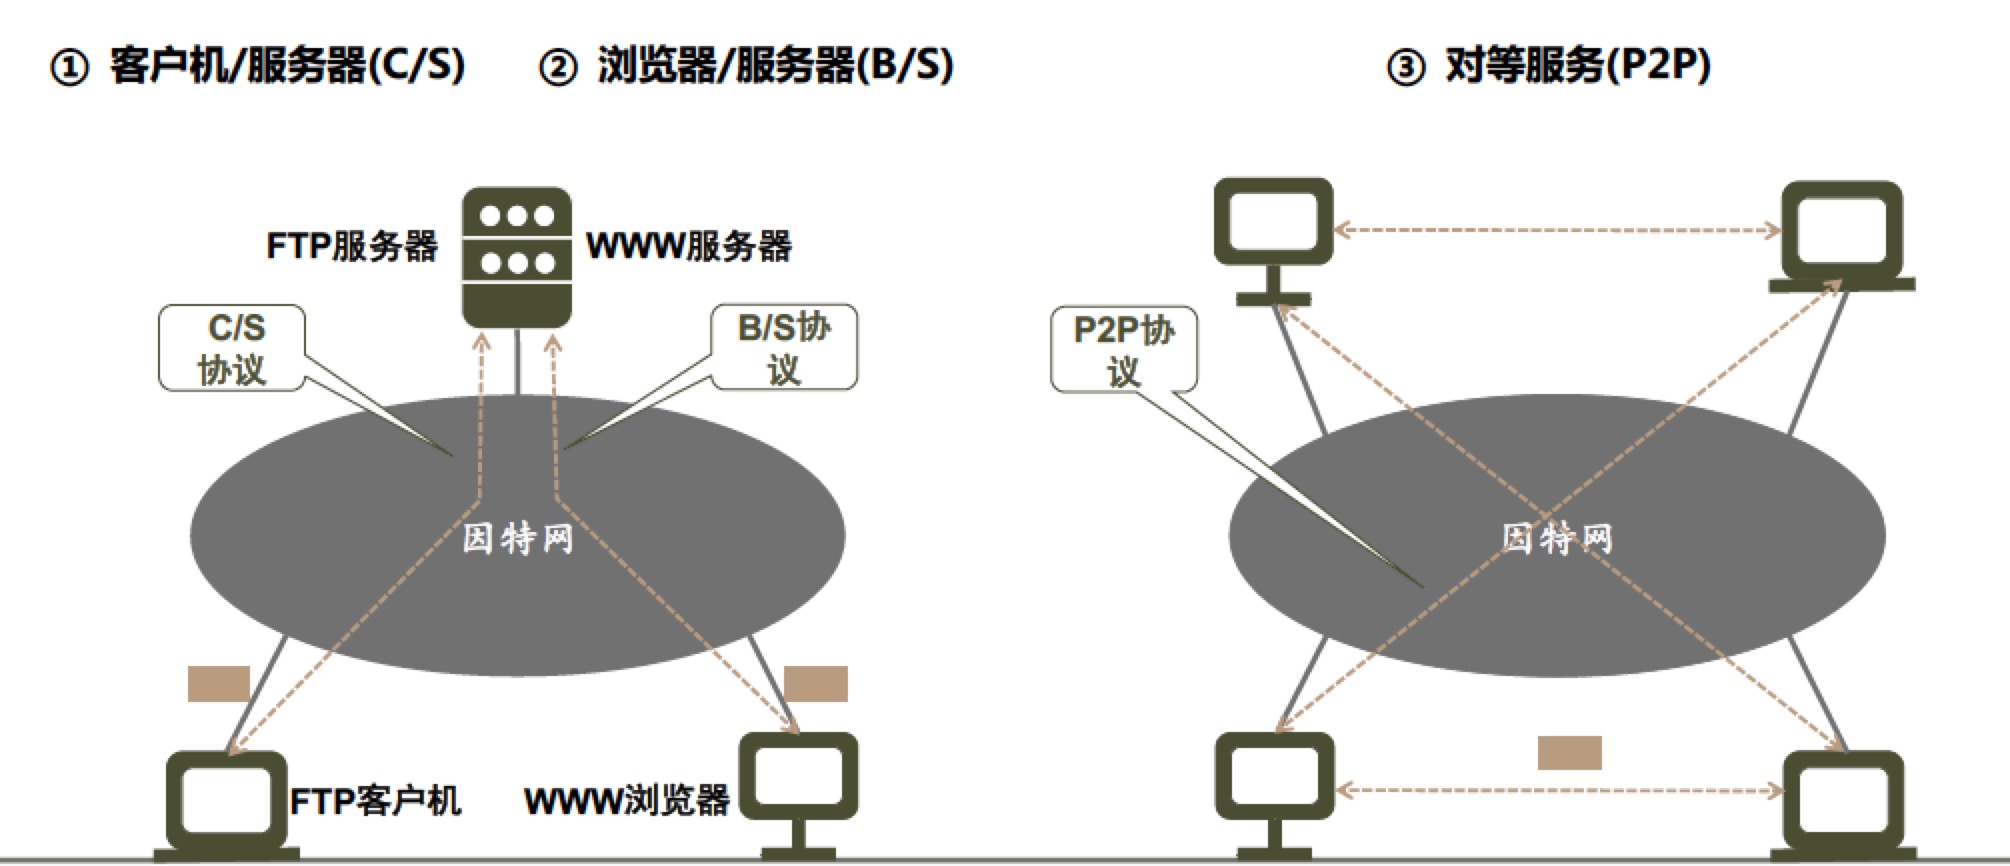 ① 客户机/服务器(C/S)
② 浏览器/服务器(B/S)
③ 对等服务(P2P)
FTP服务器
WWW服务器
C/S
协议
B/S协
议
P2P协
议
因特网
因特网
FTP客户机
WWW浏览器